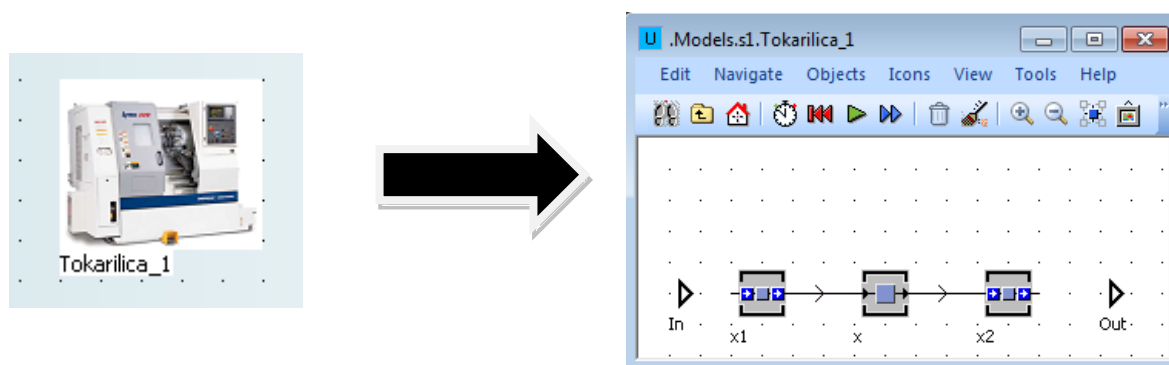 Tokarilica_1
.Models.s1.Tokarilica_1
Edit Navigate Objects Icons View Tools Help
In
x1
x
x2
Out